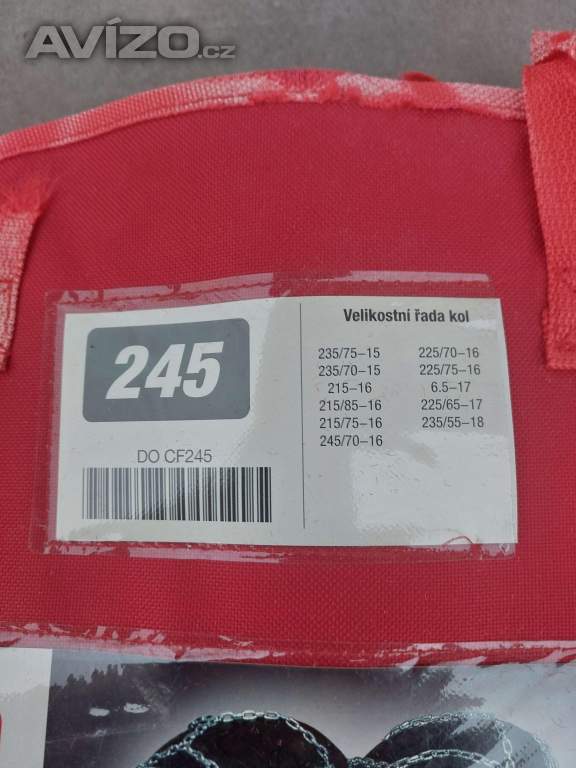 AVÍZO.cz
245
DO CF245
Velikostní řada kol
235/75–15 225/70–16
235/70–15 225/75–16
215–16 6.5–17
215/85–16 225/65–17
215/75–16 235/55–18
245/70–16